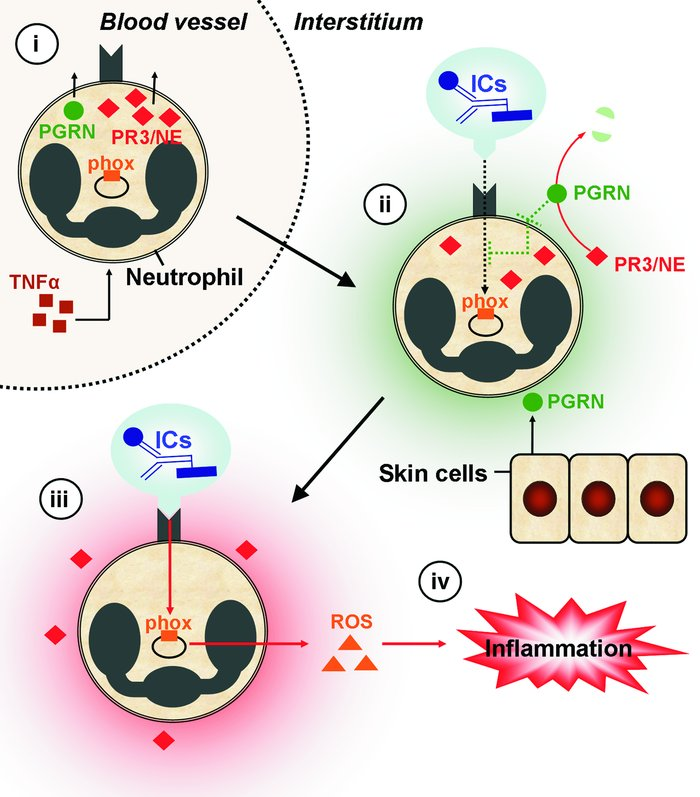 Blood vessel
Interstitium
i
PGRN
PR3/NE
phox
Neutrophil
TNFα
ICs
ii
PGRN
PR3/NE
phox
PGRN
Skin cells
ICs
iii
phox
ROS
iv
Inflammation